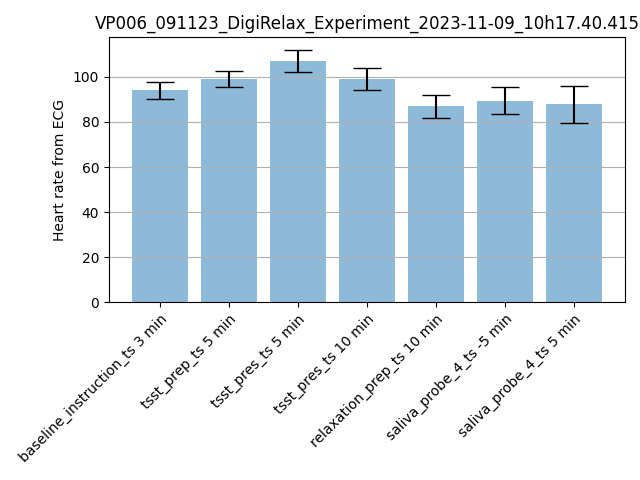 VP006_091123_DigiRelax_Experiment_2023-11-09_10h17.40.415
Heart rate from ECG
100
80
60
40
20
0
baseline_instruction_ts 3 min
tsst_prep_ts 5 min
tsst_pres_ts 5 min
tsst_pres_ts 10 min
relaxation_prep_ts 10 min
saliva_probe_4_ts -5 min
saliva_probe_4_ts 5 min